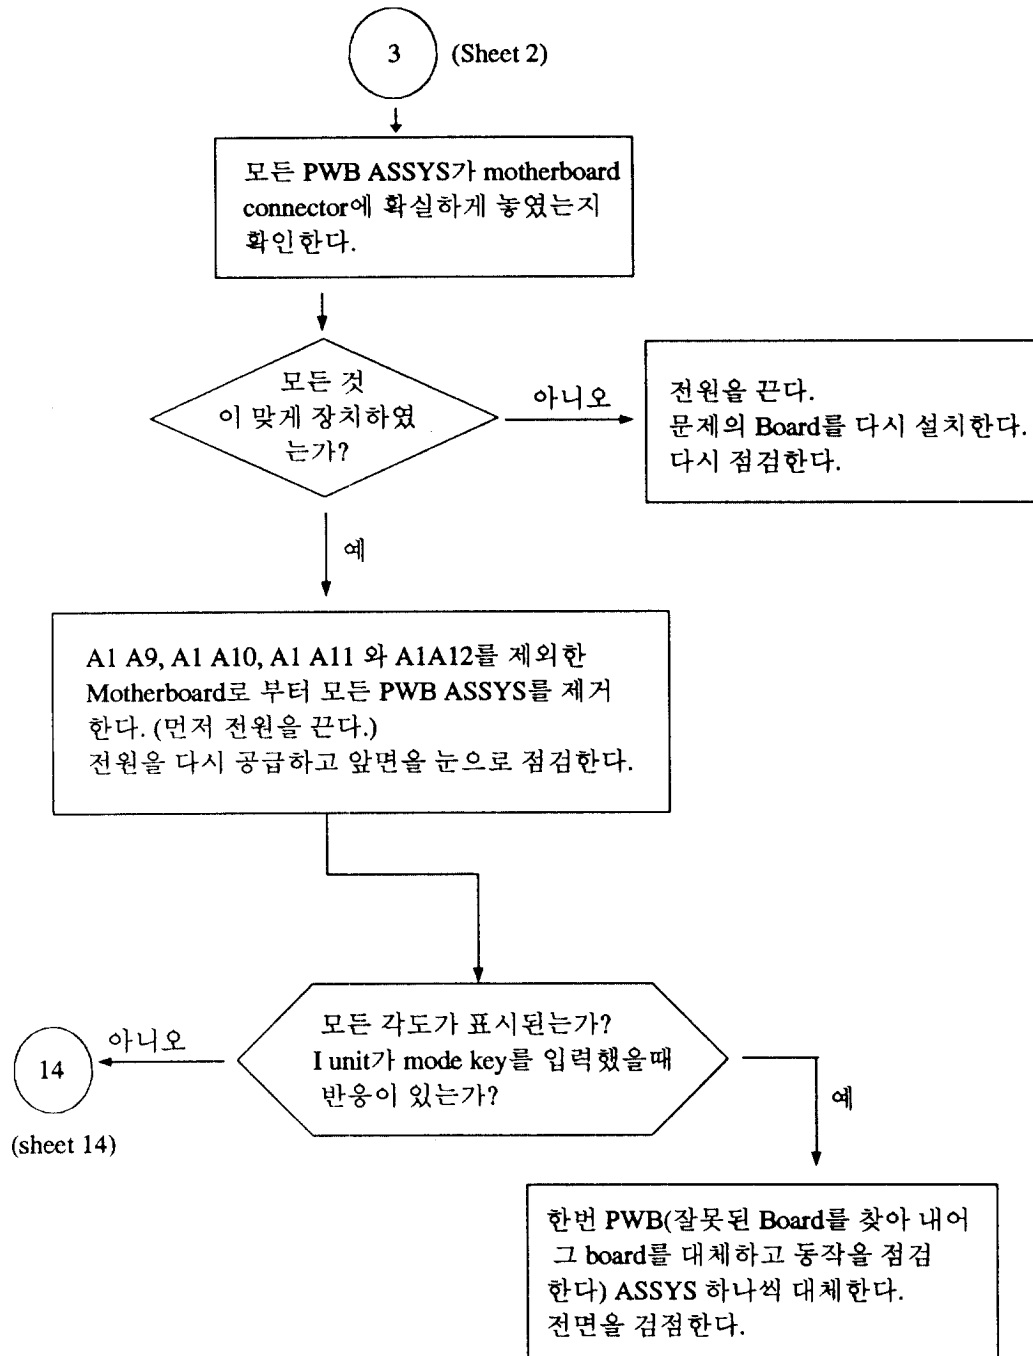 3 (Sheet 2)
모든 PWB ASSYS가 motherboard
connector에 확실하게 놓였는지
확인한다.
모든 것
이 맞게 장치하였
는가?
아니오
전원을 끈다.
문제의 Board를 다시 설치한다.
다시 점검한다.
예
A1 A9, A1 A10, A1 A11 와 A1A12를 제외한
Motherboard로 부터 모든 PWB ASSYS를 제거
한다. (먼저 전원을 끈다.)
전원을 다시 공급하고 앞면을 눈으로 점검한다.
모든 각도가 표시된는가?
I unit가 mode key를 입력했을때
반응이 있는가?
아니오
14
(sheet 14)
예
한번 PWB(잘못된 Board를 찾아 내어
그 board를 대체하고 동작을 점검
한다) ASSYS 하나씩 대체한다.
전면을 검점한다.